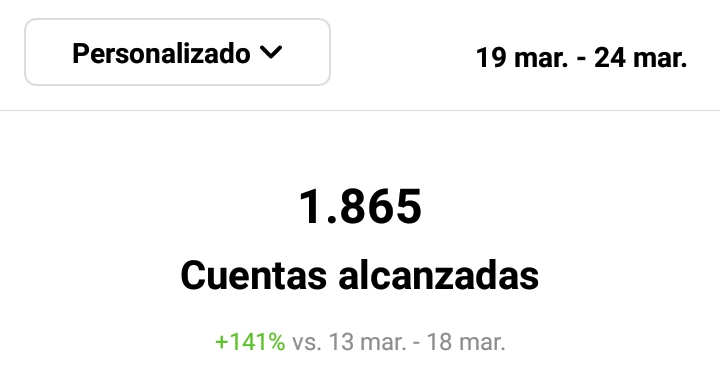 Personalizado
19 mar. - 24 mar.
1.865
Cuentas alcanzadas
+141% vs. 13 mar. - 18 mar.